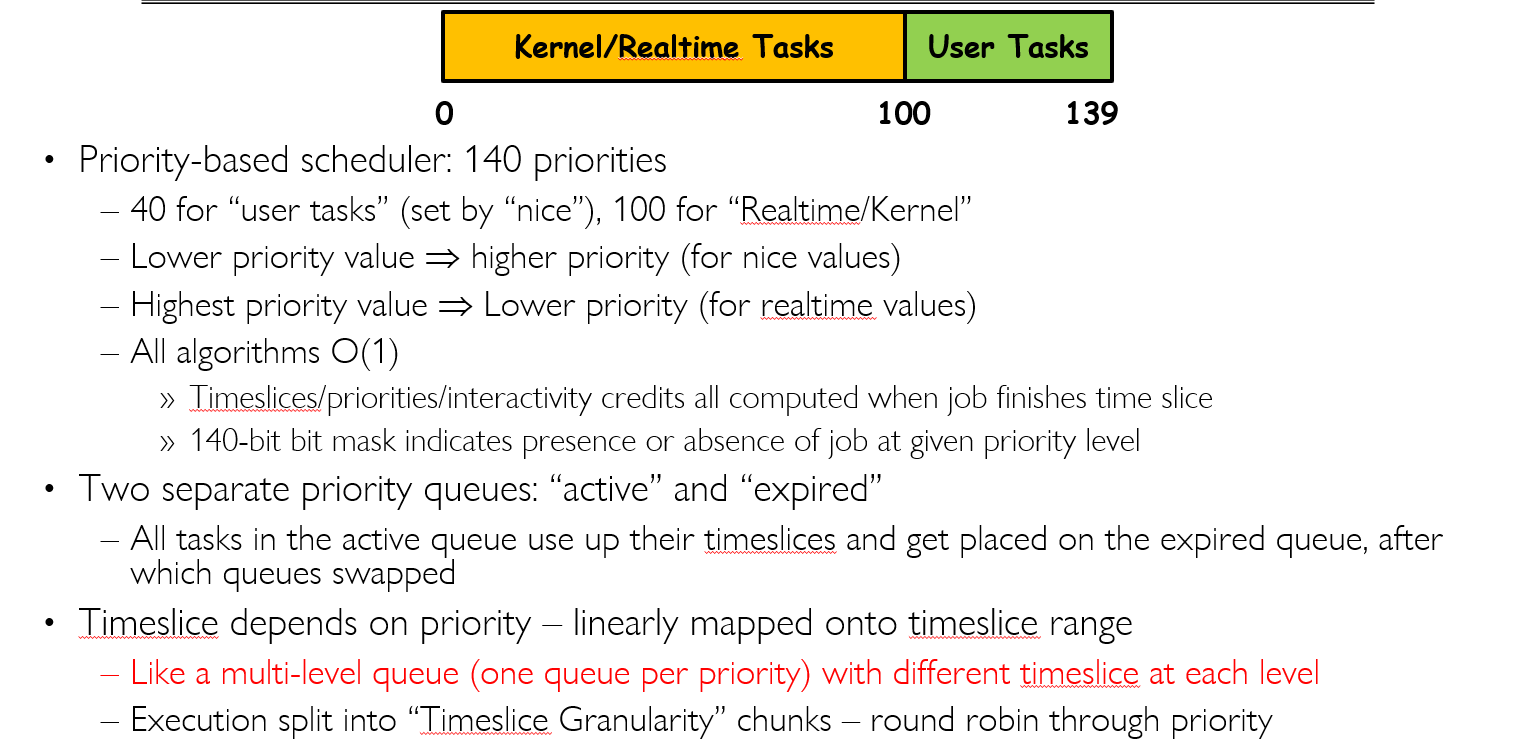 Kernel/Realtime Tasks User Tasks
0 100 139
• Priority-based scheduler: 140 priorities
– 40 for “user tasks” (set by “nice”), 100 for “Realtime/Kernel”
– Lower priority value ⇒ higher priority (for nice values)
– Highest priority value ⇒ Lower priority (for realtime values)
– All algorithms O(1)
» Timeslices/priorities/interactivity credits all computed when job finishes time slice
» 140-bit bit mask indicates presence or absence of job at given priority level
• Two separate priority queues: “active” and “expired”
– All tasks in the active queue use up their timeslices and get placed on the expired queue, after
which queues swapped
• Timeslice depends on priority – linearly mapped onto timeslice range
– Like a multi-level queue (one queue per priority) with different timeslice at each level
– Execution split into “Timeslice Granularity” chunks – round robin through priority